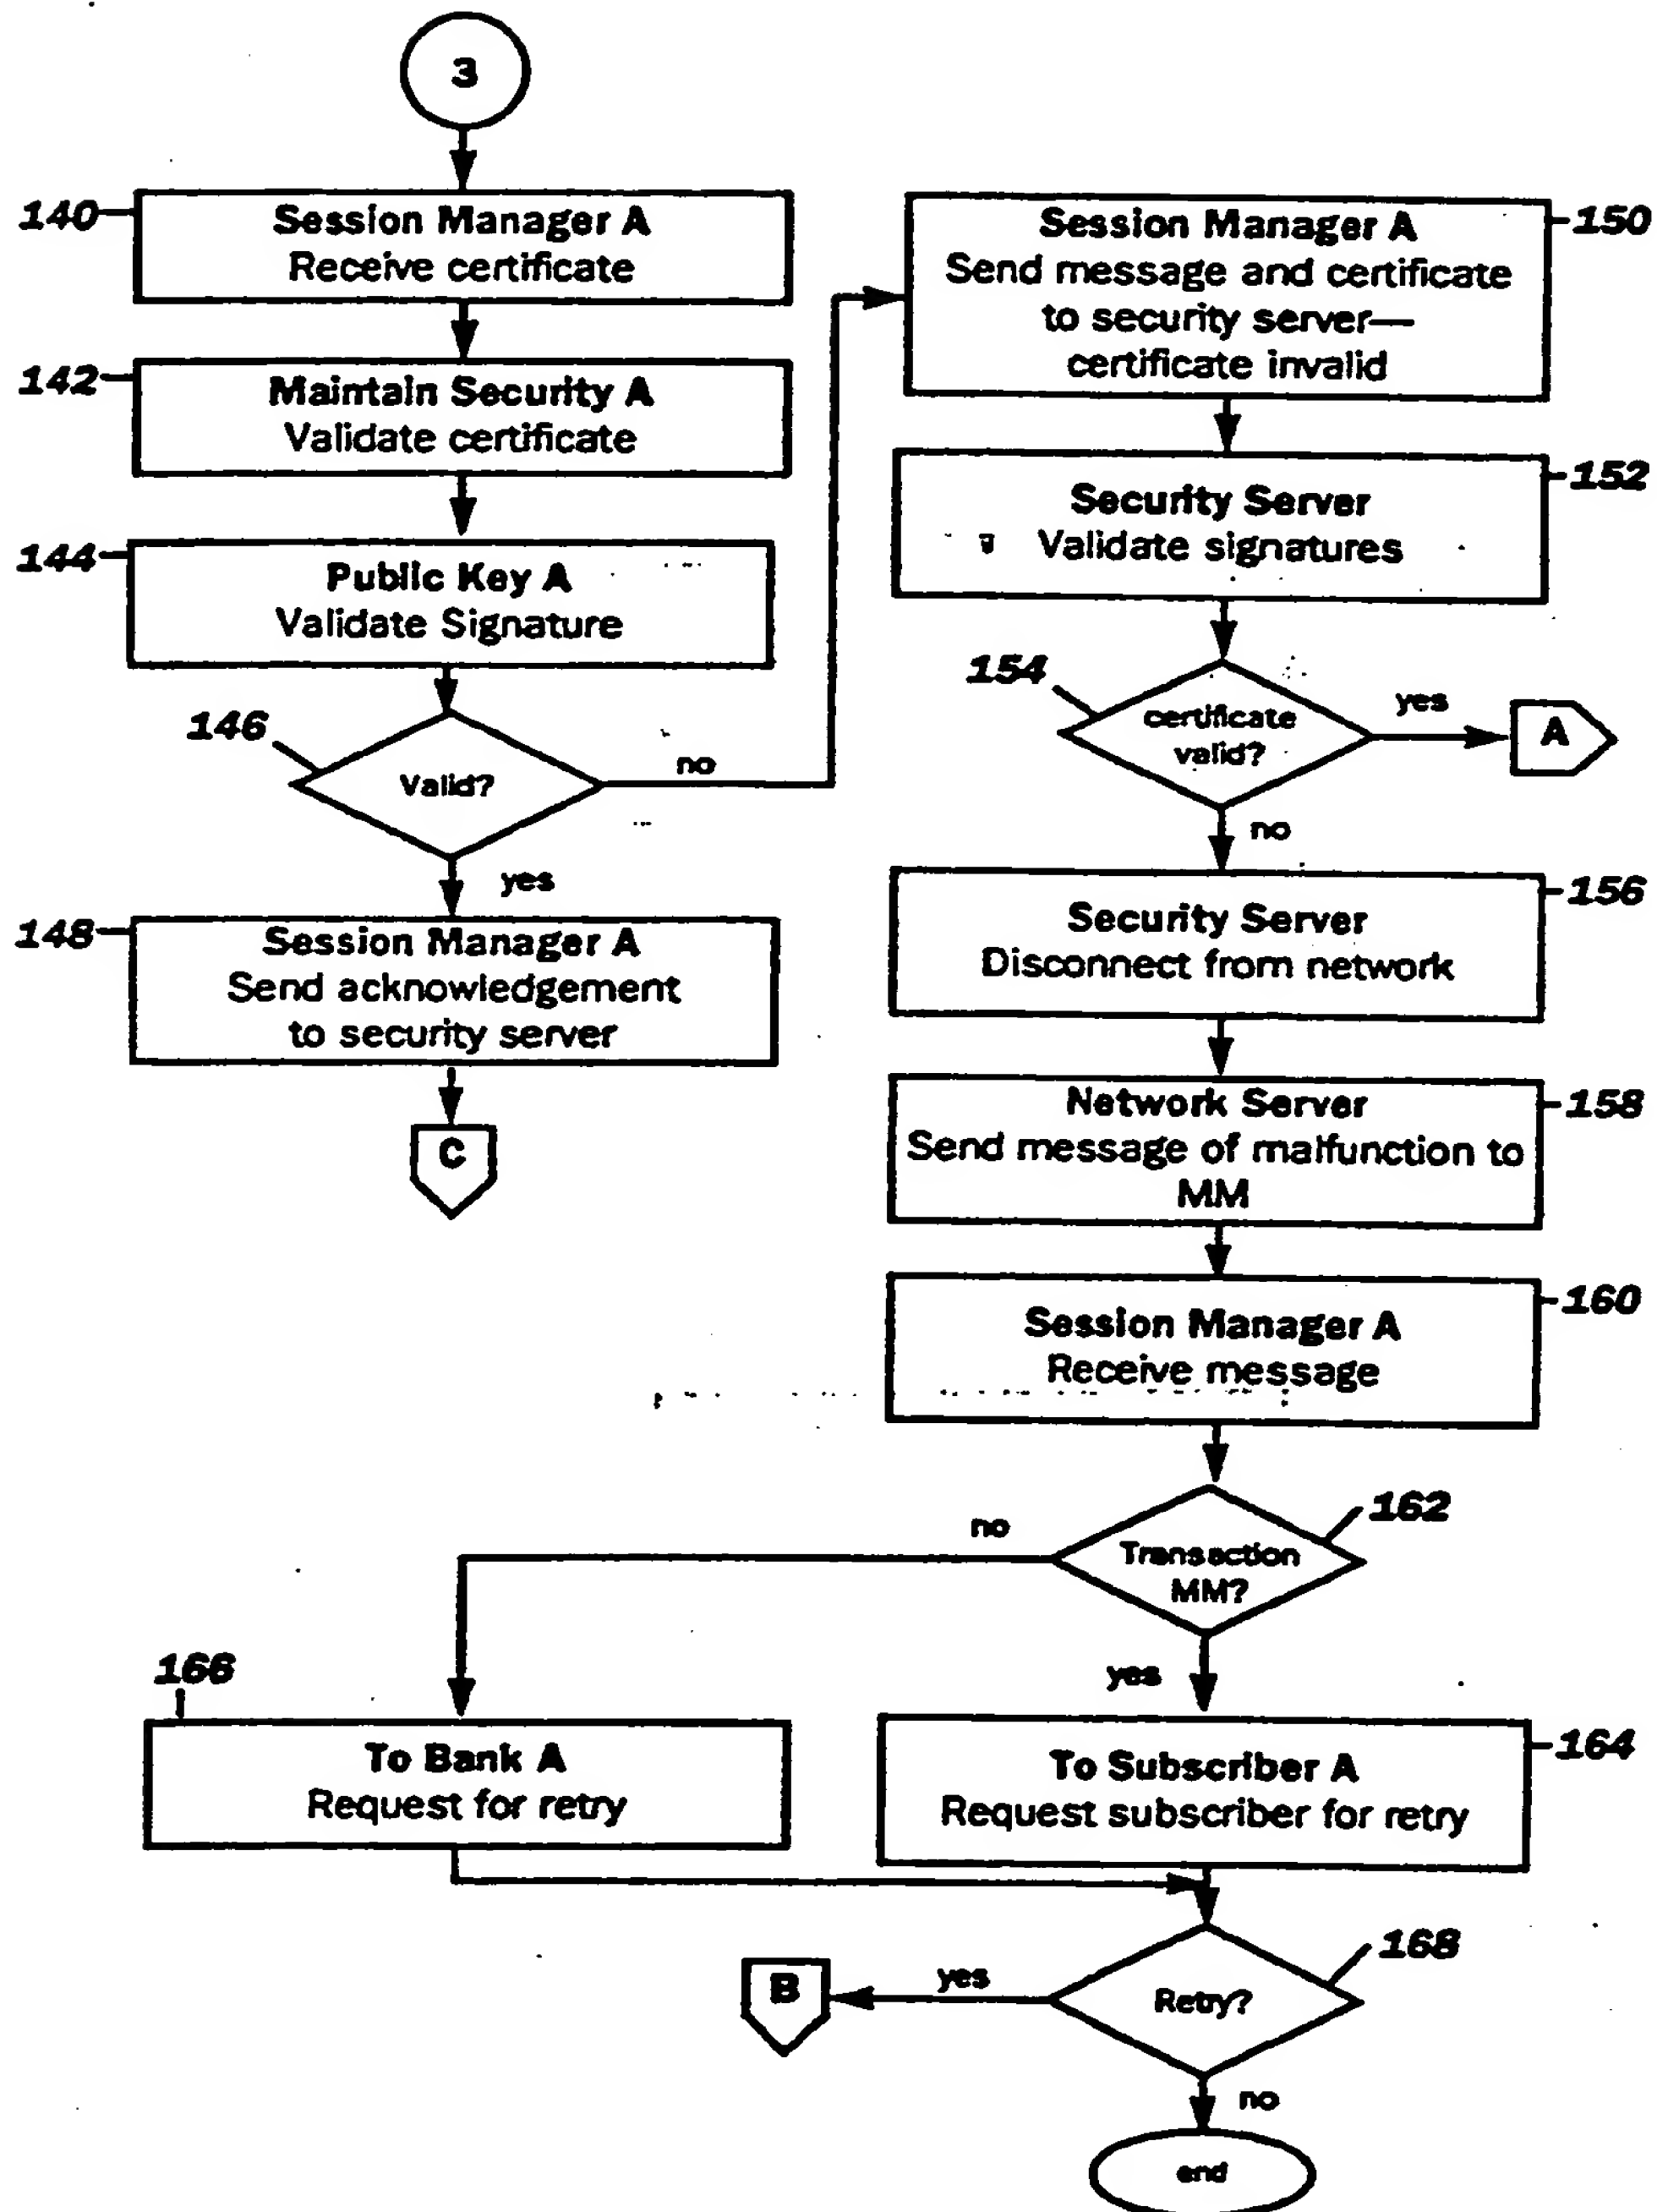 3
140
Session Manager A
Receive certificate
142
Maintain Security A
Validate certificate
144
Public Key A
Validate Signature
146
Valid?
no
yes
148
Session Manager A
Send acknowledgement
to security server
C
150
Session Manager A
Send message and certificate
to security server—
certificate invalid
152
Security Server
Validate signatures
154
certificate
valid?
yes
A
no
156
Security Server
Disconnect from network
158
Network Server
Send message of malfunction to
MM
160
Session Manager A
Receive message
162
Transaction
MM?
no
yes
166
To Bank A
Request for retry
164
To Subscriber A
Request subscriber for retry
168
Retry?
yes
B
no
end